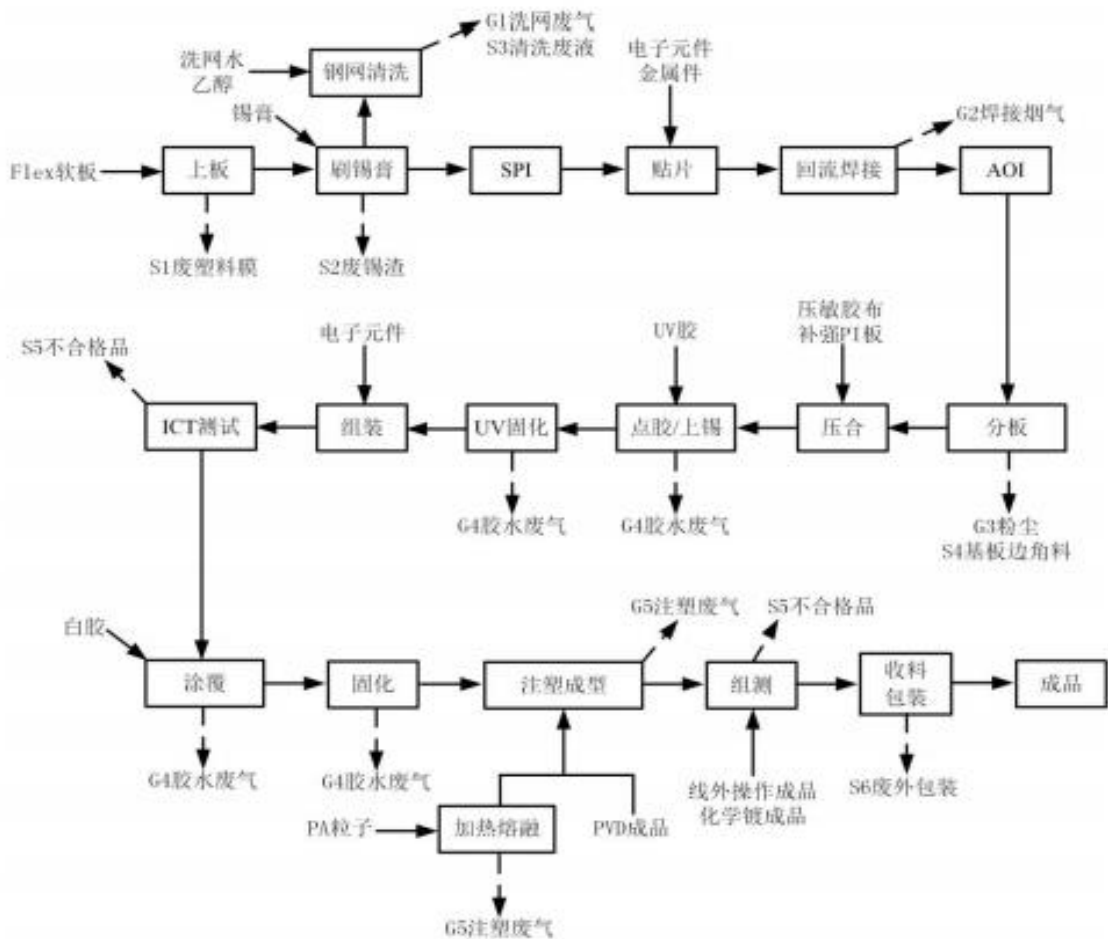 G1洗网废气
S3清洗废液
洗网水
乙醇
钢网清洗
电子元件
金属件
锡膏
G2焊接烟气
Flex软板
上板
刷锡膏
SPI
贴片
回流焊接
AOI
S1废塑料膜
S2废锡渣
S5不合格品
电子元件
UV胶
压敏胶布
补强PI板
ICT测试
组装
UV固化
点胶/上锡
压合
分板
G4胶水废气
G4胶水废气
G3粉尘
S4基板边角料
白胶
G5注塑废气
S5不合格品
涂覆
固化
注塑成型
组测
收料
包装
成品
G4胶水废气
G4胶水废气
线外操作成品
化学镀成品
S6废外包装
PA粒子
加热熔融
PVD成品
G5注塑废气